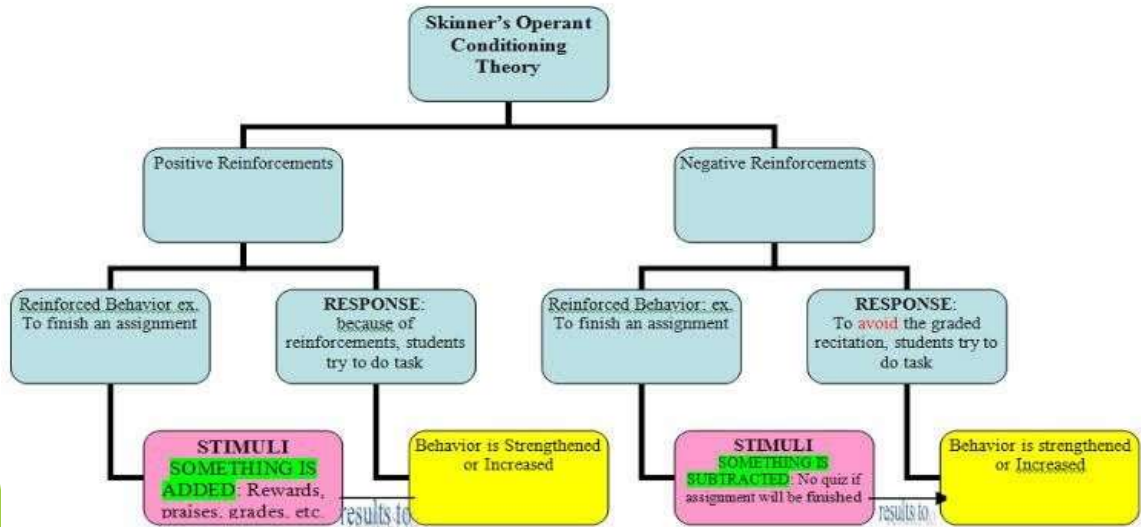 Skinner's Operant
Conditioning
Theory
Positive Reinforcements
Negative Reinforcements
Reinforced Behavior ex.
To finish an assignment
RESPONSE:
because of
reinforcements, students
try to do task
Reinforced Behavior: ex.
To finish an assignment
RESPONSE:
To avoid the graded
recitation, students try to
do task
STIMULI
SOMETHING IS
ADDED: Rewards,
praises, grades, etc.
results to
Behavior is Strengthened
or Increased
STIMULI
SOMETHING IS
SUBTRACTED: No quiz if
assignment will be finished
results to
Behavior is strengthened
or Increased